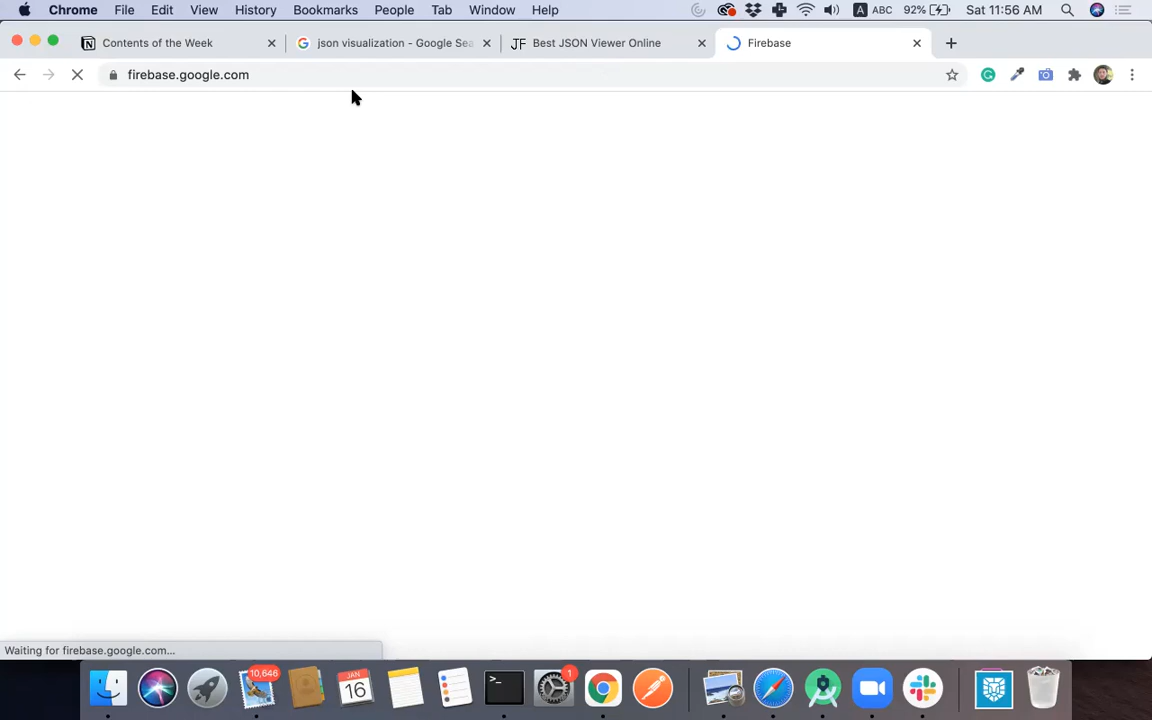 Chrome File Edit View History Bookmarks People Tab Window Help A ABC 92% Sat 11:56 AM
Contents of the Week json visualization - Google Sea JF Best JSON Viewer Online Firebase
firebase.google.com
Waiting for firebase.google.com...
10,646 JAN 16 >_ 1